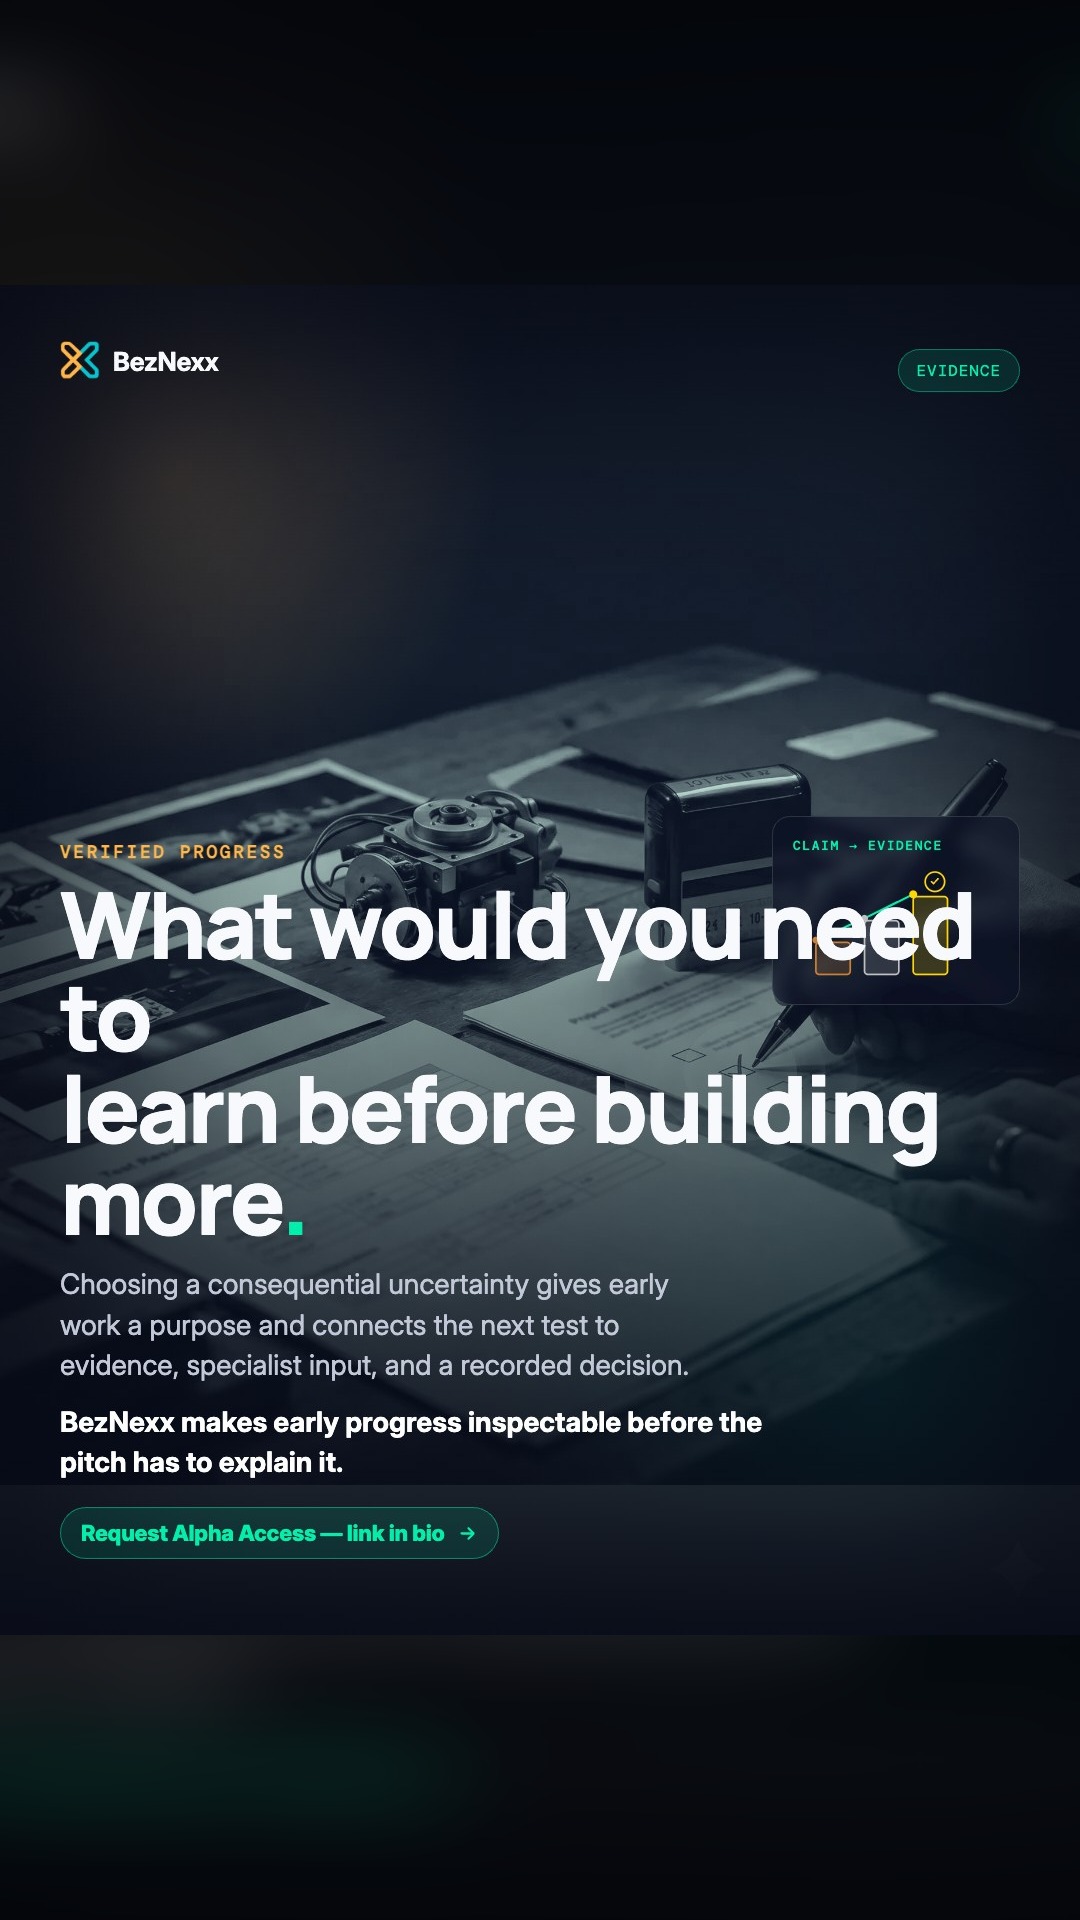 BezNexx
EVIDENCE
VERIFIED PROGRESS
CLAIM → EVIDENCE
What would you need
to
learn before building
more.
Choosing a consequential uncertainty gives early
work a purpose and connects the next test to
evidence, specialist input, and a recorded decision.
BezNexx makes early progress inspectable before the
pitch has to explain it.
Request Alpha Access — link in bio →